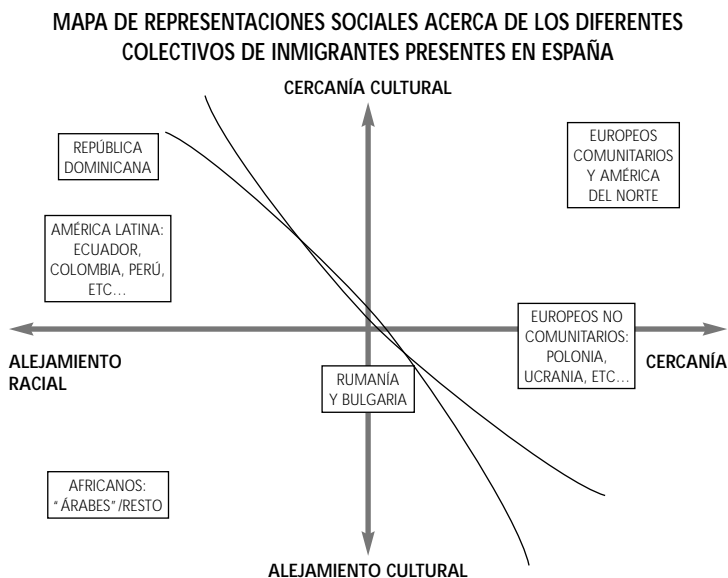 MAPA DE REPRESENTACIONES SOCIALES ACERCA DE LOS DIFERENTES
COLECTIVOS DE INMIGRANTES PRESENTES EN ESPAÑA
CERCANÍA CULTURAL
REPÚBLICA
DOMINICANA
EUROPEOS
COMUNITARIOS
Y AMÉRICA
DEL NORTE
AMÉRICA LATINA:
ECUADOR,
COLOMBIA, PERÚ,
ETC…
EUROPEOS NO
COMUNITARIOS:
POLONIA,
UCRANIA, ETC…
ALEJAMIENTO
RACIAL
CERCANÍA
RUMANÍA
Y BULGARIA
AFRICANOS:
"ÁRABES"/RESTO
ALEJAMIENTO CULTURAL